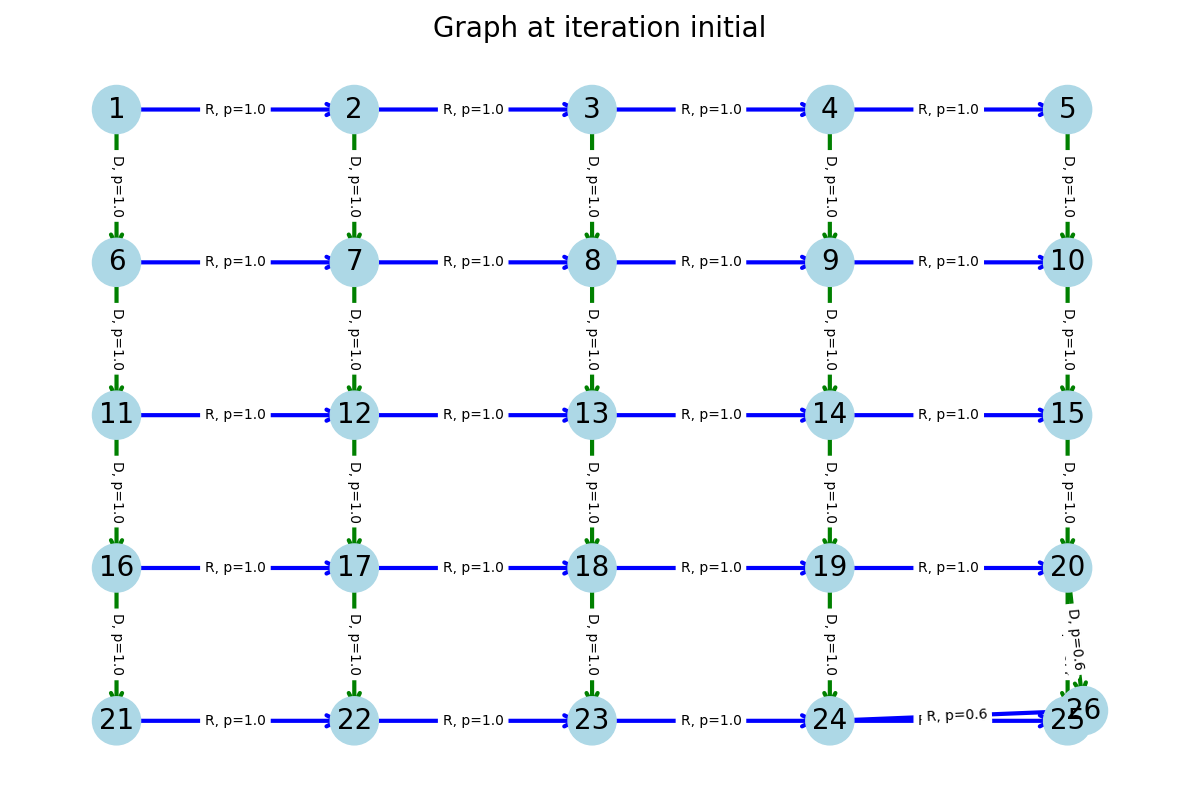 Graph at iteration initial
1 R, p=1.0 2 R, p=1.0 3 R, p=1.0 4 R, p=1.0 5
D, p=1.0 D, p=1.0 D, p=1.0 D, p=1.0 D, p=1.0
6 R, p=1.0 7 R, p=1.0 8 R, p=1.0 9 R, p=1.0 10
D, p=1.0 D, p=1.0 D, p=1.0 D, p=1.0 D, p=1.0
11 R, p=1.0 12 R, p=1.0 13 R, p=1.0 14 R, p=1.0 15
D, p=1.0 D, p=1.0 D, p=1.0 D, p=1.0 D, p=1.0
16 R, p=1.0 17 R, p=1.0 18 R, p=1.0 19 R, p=1.0 20
D, p=1.0 D, p=1.0 D, p=1.0 D, p=1.0 D, p=0.6
21 R, p=1.0 22 R, p=1.0 23 R, p=1.0 24 R, p=0.6 25 26